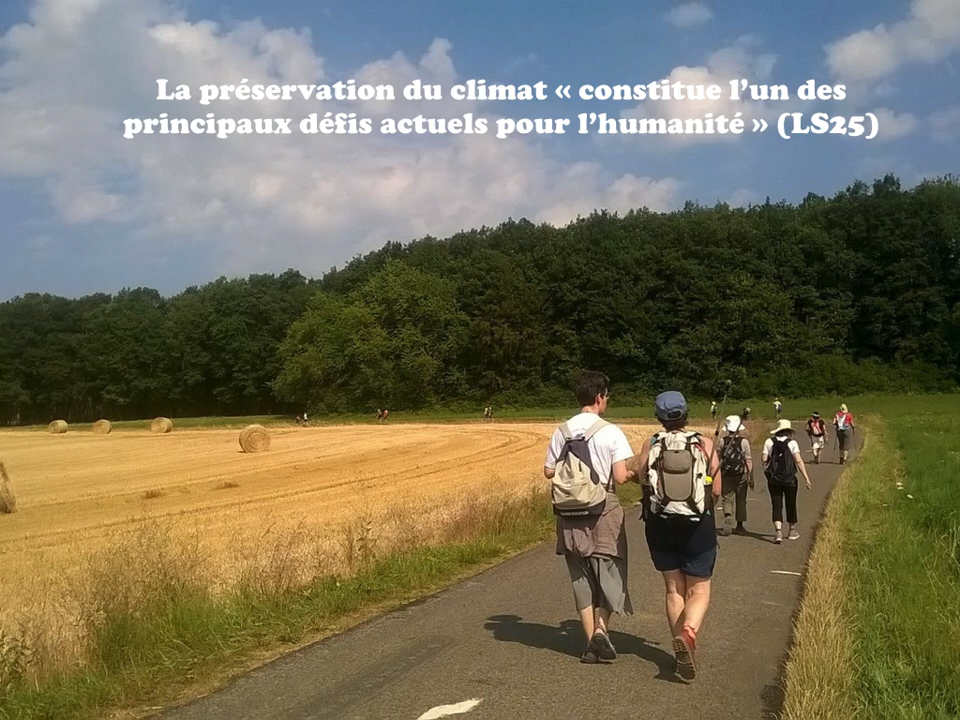 La préservation du climat « constitue l’un des
principaux défis actuels pour l’humanité » (LS25)